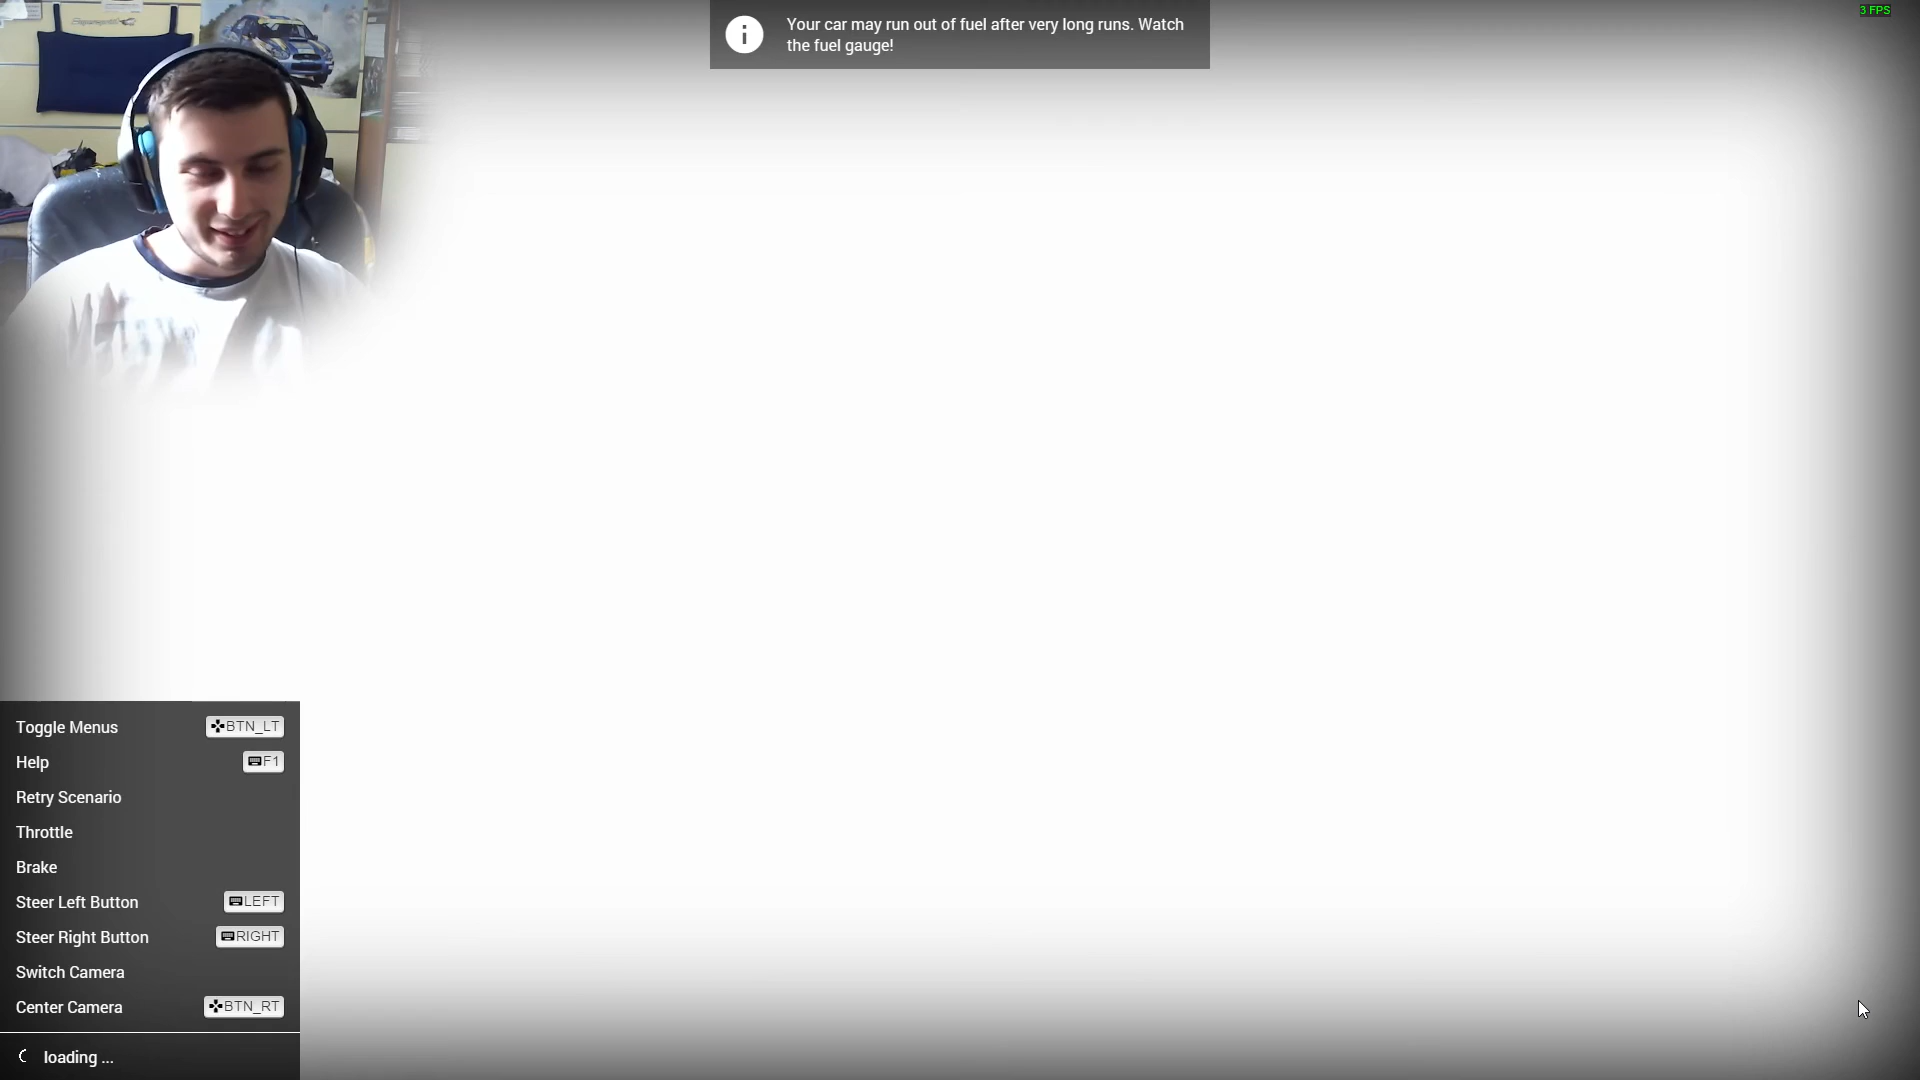 3 FPS
Your car may run out of fuel after very long runs. Watch
the fuel gauge!
Toggle Menus BTN_LT
Help F1
Retry Scenario
Throttle
Brake
Steer Left Button LEFT
Steer Right Button RIGHT
Switch Camera
Center Camera BTN_RT
loading ...